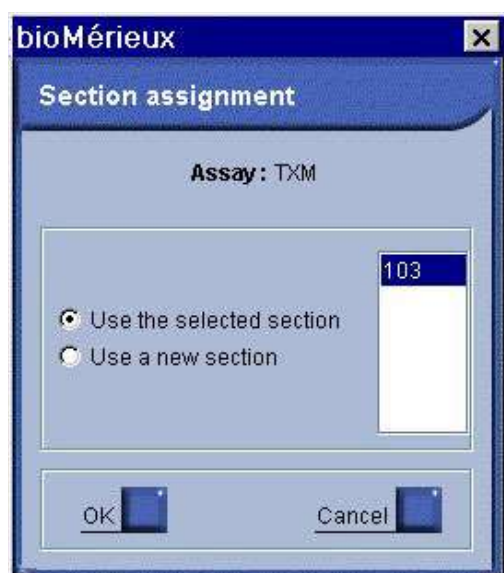 bioMérieux
Section assignment
Assay : TXM
103
Use the selected section
Use a new section
OK
Cancel